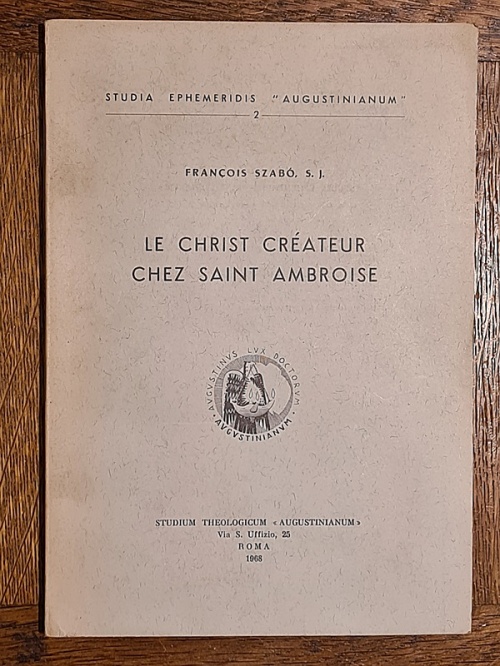 STUDIA EPHEMERIDIS "AUGUSTINIANUM"
2
FRANÇOIS SZABÓ, S. J.
LE CHRIST CRÉATEUR
CHEZ SAINT AMBROISE
AVGVSTINVS LVX DOCTORVM
AVGVSTINIANVM
STUDIUM THEOLOGICUM «AUGUSTINIANUM»
Via S. Uffizio, 25
ROMA
1968